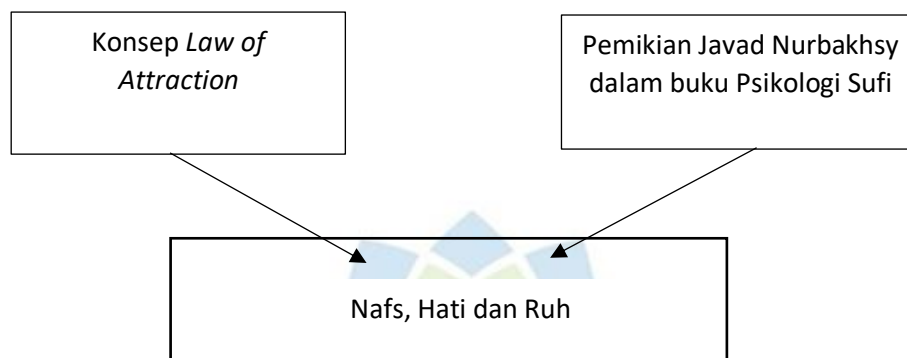 Konsep Law of
Attraction
Pemikian Javad Nurbakhsy
dalam buku Psikologi Sufi
Nafs, Hati dan Ruh